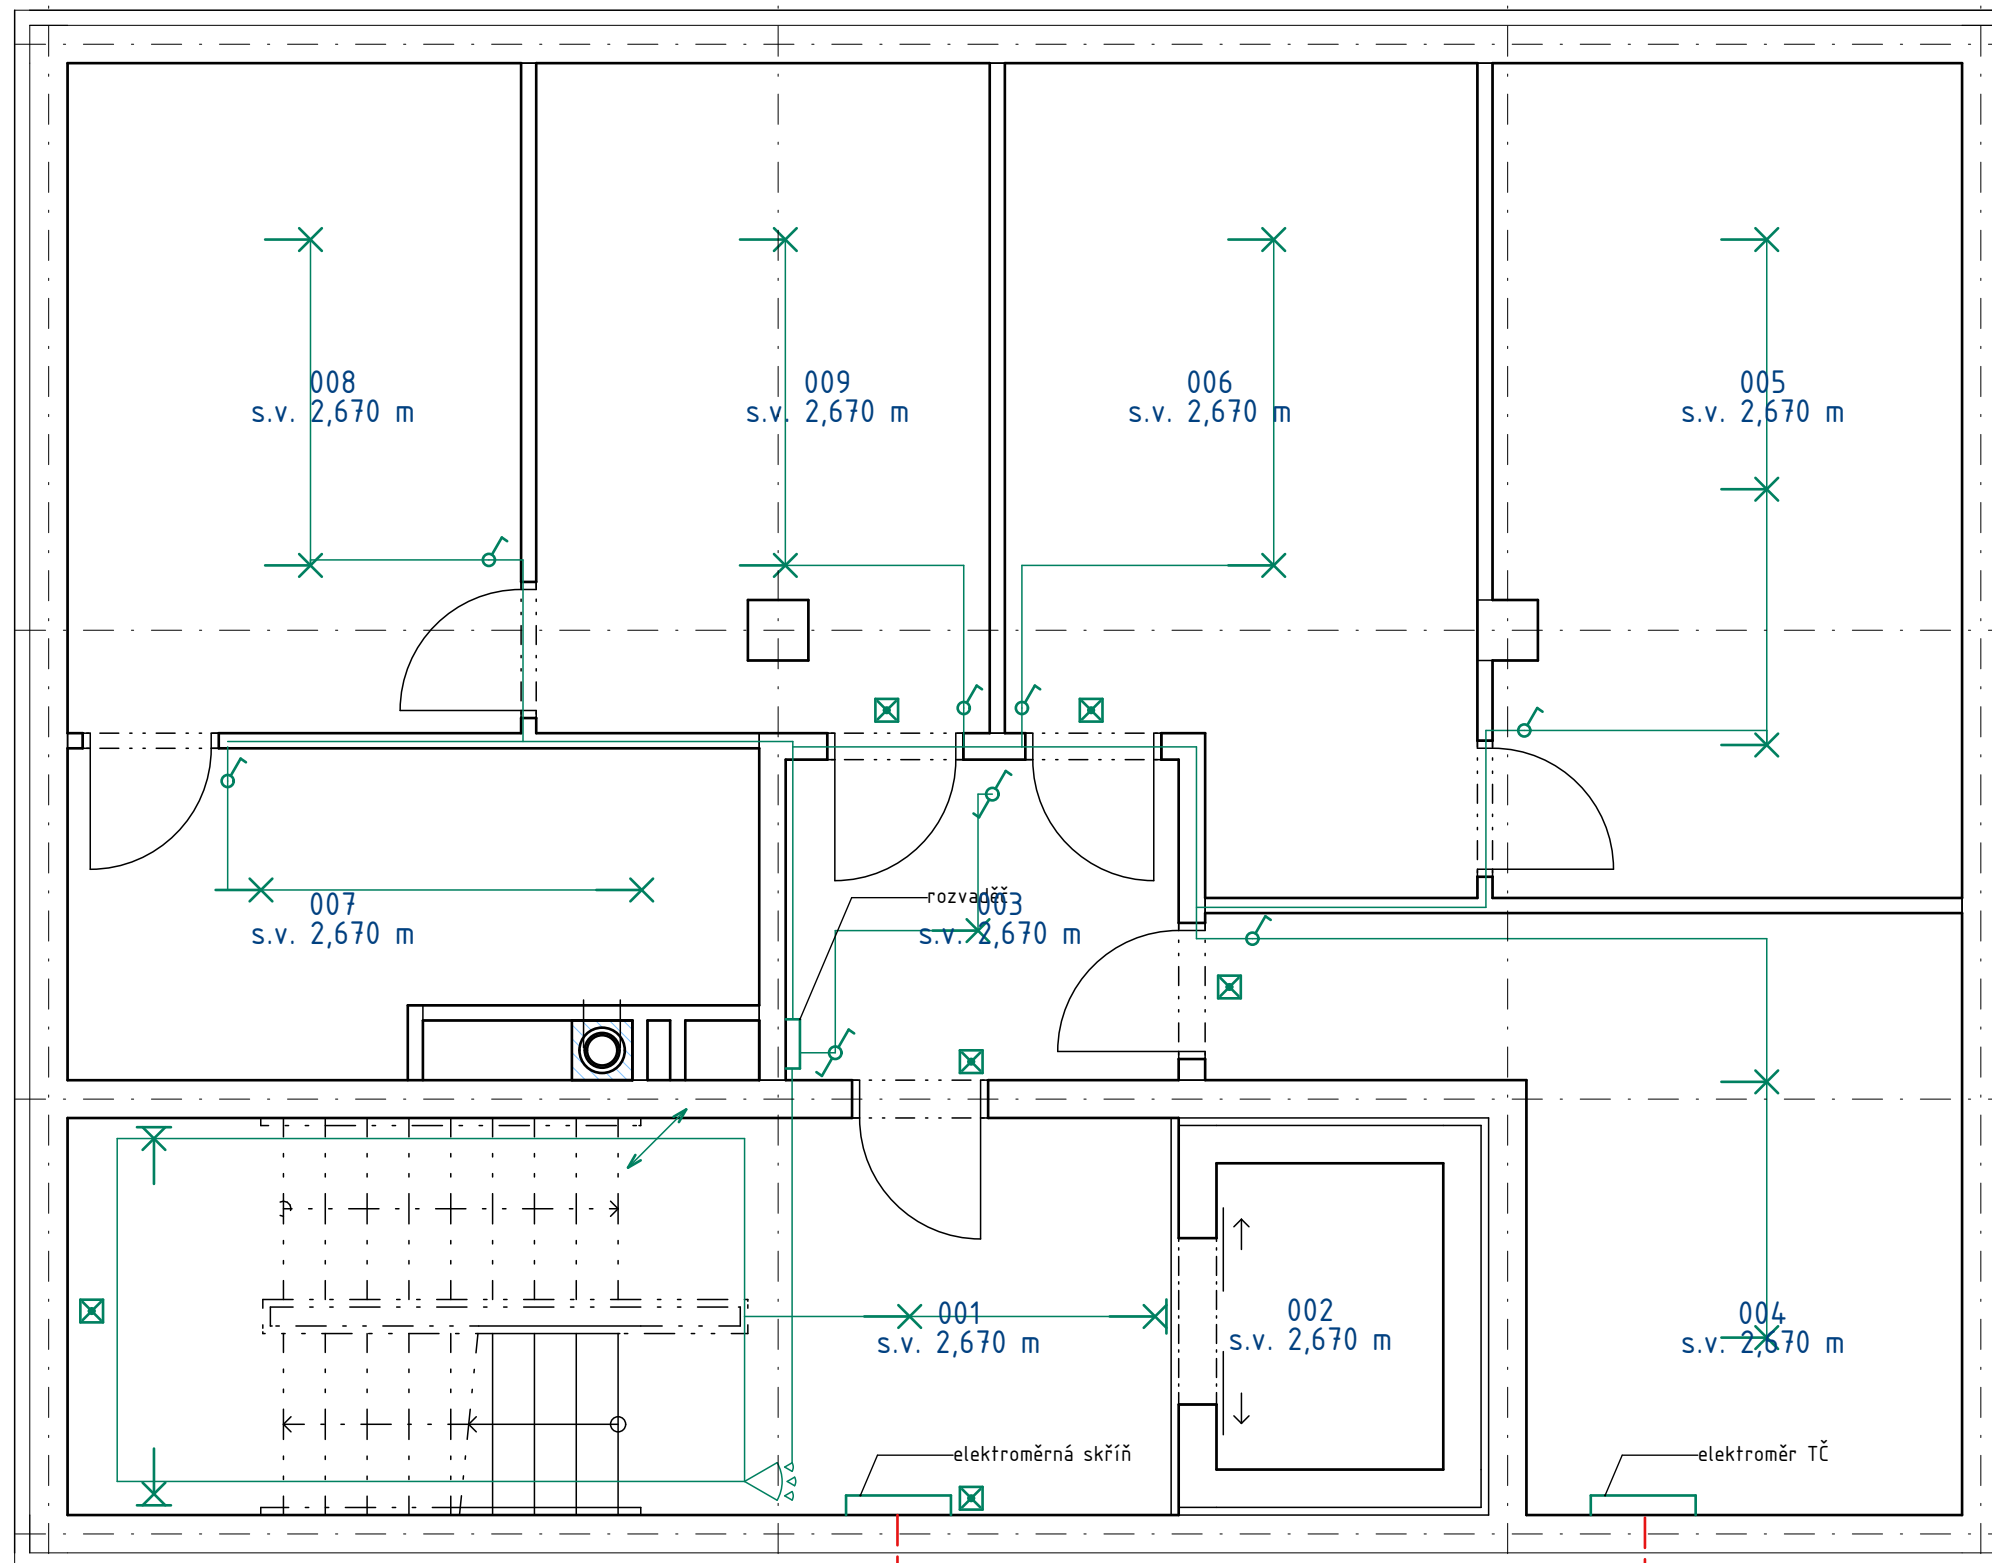 008
s.v. 2,670 m
009
s.v. 2,670 m
006
s.v. 2,670 m
005
s.v. 2,670 m
007
s.v. 2,670 m
rozvaděč
003
s.v. 2,670 m
001
s.v. 2,670 m
002
s.v. 2,670 m
004
s.v. 2,670 m
elektroměrná skříň
elektroměr TČ